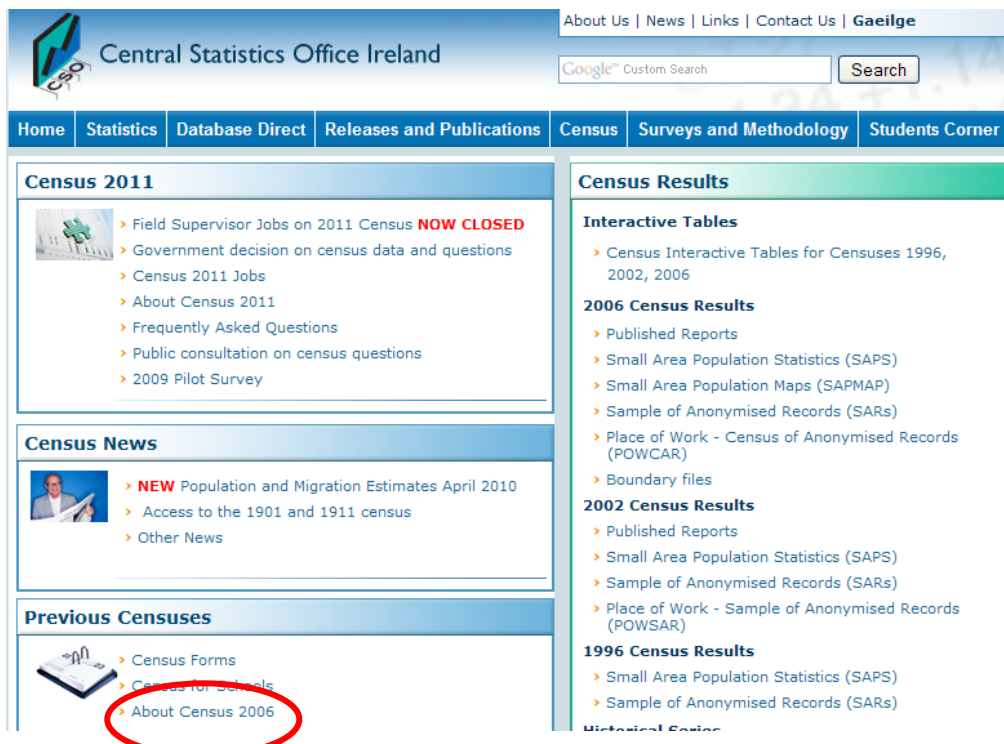 About Us | News | Links | Contact Us | Gaeilge
CSO
Central Statistics Office Ireland
Google™ Custom Search
Search
Home
Statistics
Database Direct
Releases and Publications
Census
Surveys and Methodology
Students Corner
Census 2011
› Field Supervisor Jobs on 2011 Census NOW CLOSED
› Government decision on census data and questions
› Census 2011 Jobs
› About Census 2011
› Frequently Asked Questions
› Public consultation on census questions
› 2009 Pilot Survey
Census News
› NEW Population and Migration Estimates April 2010
› Access to the 1901 and 1911 census
› Other News
Previous Censuses
› Census Forms
› Census for Schools
› About Census 2006
Census Results
Interactive Tables
› Census Interactive Tables for Censuses 1996,
2002, 2006
2006 Census Results
› Published Reports
› Small Area Population Statistics (SAPS)
› Small Area Population Maps (SAPMAP)
› Sample of Anonymised Records (SARs)
› Place of Work - Census of Anonymised Records
(POWCAR)
› Boundary files
2002 Census Results
› Published Reports
› Small Area Population Statistics (SAPS)
› Sample of Anonymised Records (SARs)
› Place of Work - Sample of Anonymised Records
(POWSAR)
1996 Census Results
› Small Area Population Statistics (SAPS)
› Sample of Anonymised Records (SARs)
Historical Series